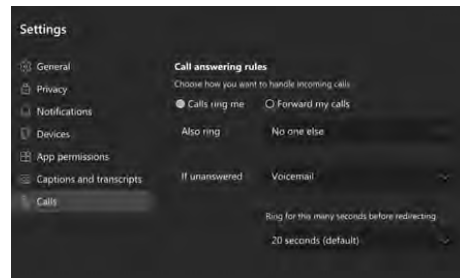 Settings
General
Privacy
Notifications
Devices
App permissions
Captions and transcripts
Calls
Call answering rules
Choose how you want to handle incoming calls
Calls ring me
Forward my calls
Also ring
No one else
If unanswered
Voicemail
Ring for this many seconds before redirecting
20 seconds (default)